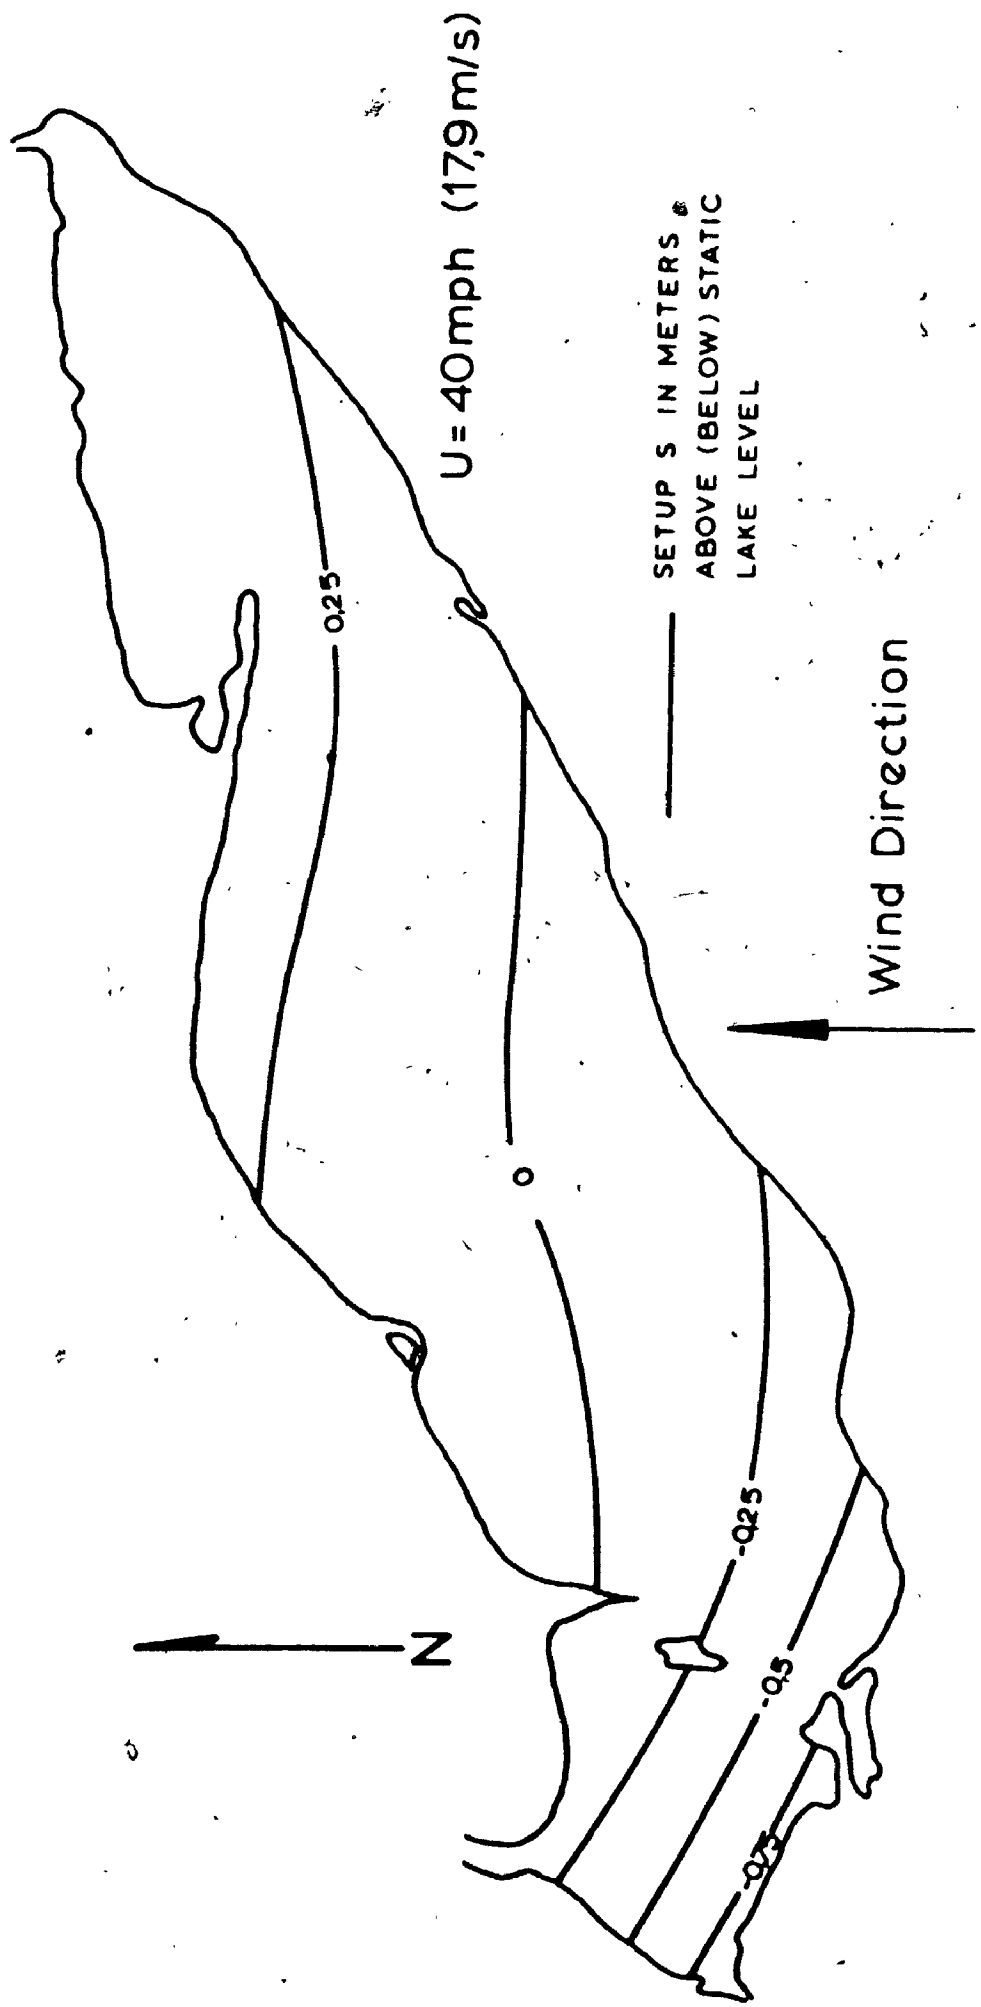 N
0,25
0
-0,25
-0,5
-0,75
U = 40mph (17,9m/s)
SETUP S IN METERS
ABOVE (BELOW) STATIC
LAKE LEVEL
Wind Direction